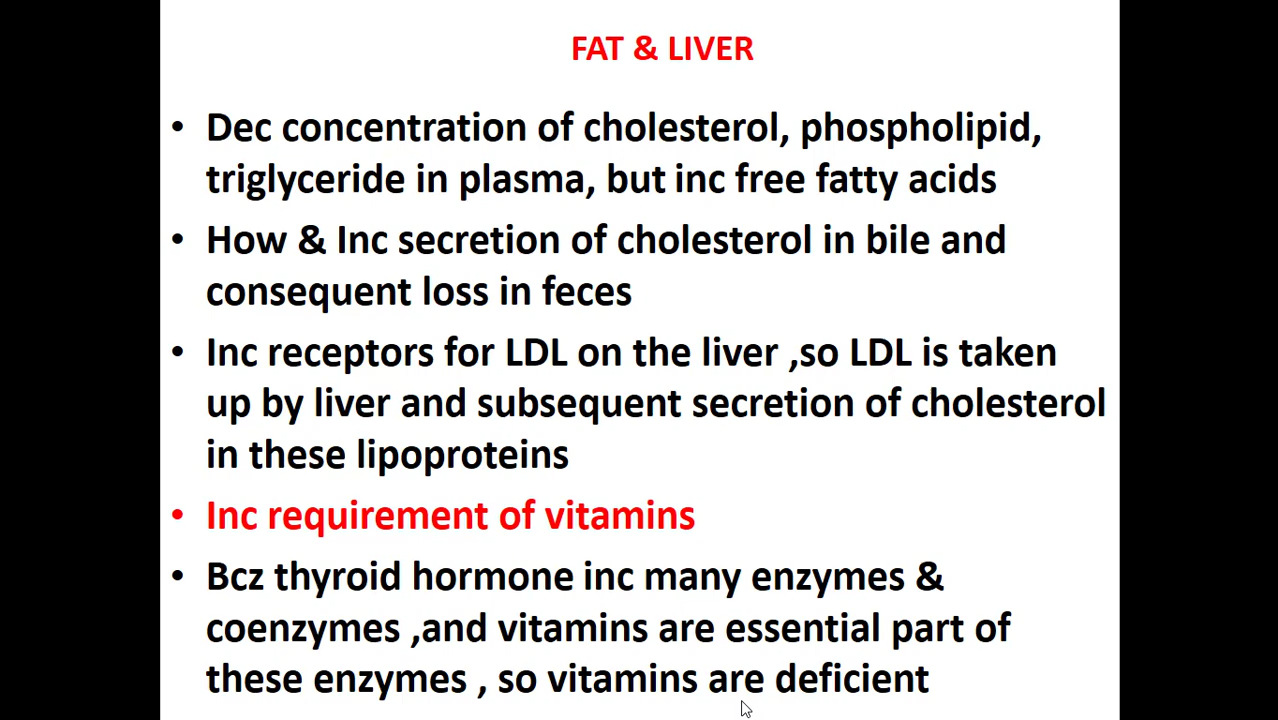 FAT & LIVER
• Dec concentration of cholesterol, phospholipid,
triglyceride in plasma, but inc free fatty acids
• How & Inc secretion of cholesterol in bile and
consequent loss in feces
• Inc receptors for LDL on the liver ,so LDL is taken
up by liver and subsequent secretion of cholesterol
in these lipoproteins
• Inc requirement of vitamins
• Bcz thyroid hormone inc many enzymes &
coenzymes ,and vitamins are essential part of
these enzymes , so vitamins are deficient